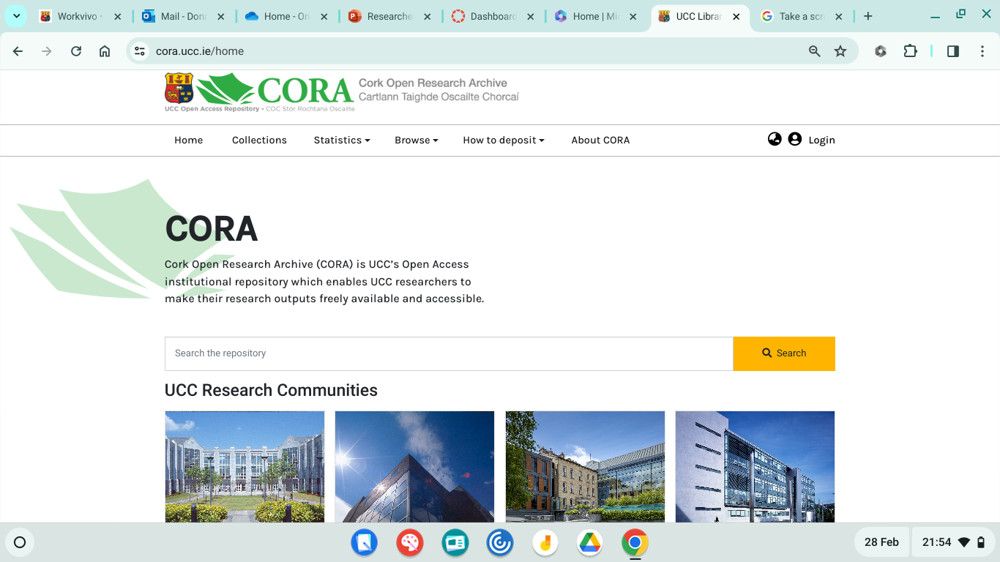 Workvivo
Mail - Donn
Home - On
Researche
Dashboard
Home | Mi
UCC Librar
Take a scr
cora.ucc.ie/home
CORA
Cork Open Research Archive
Cartlann Taighde Oscailte Chorcaí
UCC Open Access Repository - COC Stór Rochtana Oscailte
Home Collections Statistics Browse How to deposit About CORA Login
CORA
Cork Open Research Archive (CORA) is UCC’s Open Access
institutional repository which enables UCC researchers to
make their research outputs freely available and accessible.
Search the repository Search
UCC Research Communities
28 Feb 21:54